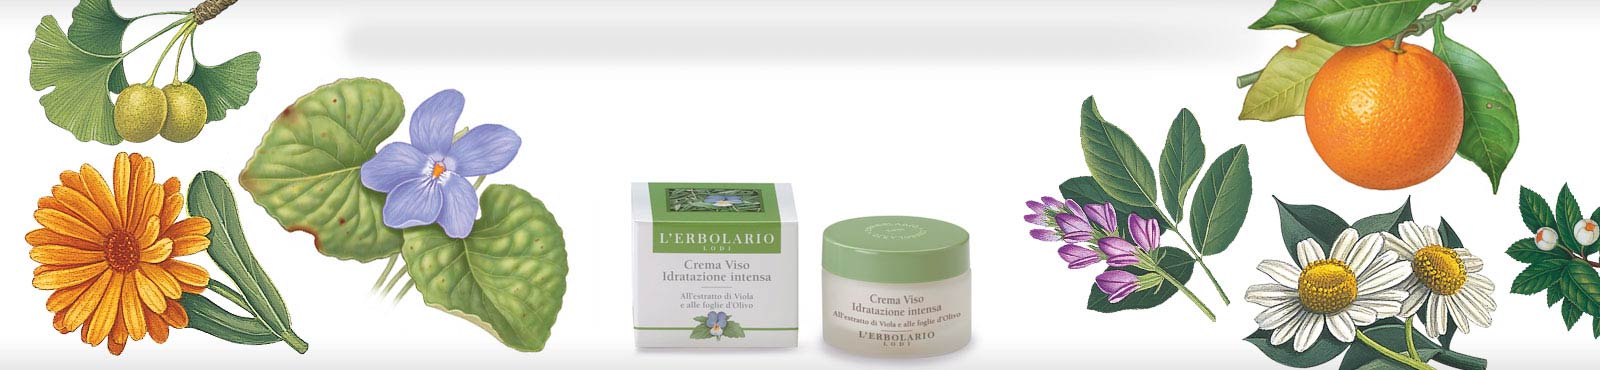 L'ERBOLARIO
LODI
Crema Viso
Idratazione intensa
All'estratto di Viola
e alle foglie d'Olivo
Crema Viso
Idratazione intensa
All'estratto di Viola e alle foglie d'Olivo
L'ERBOLARIO
LODI